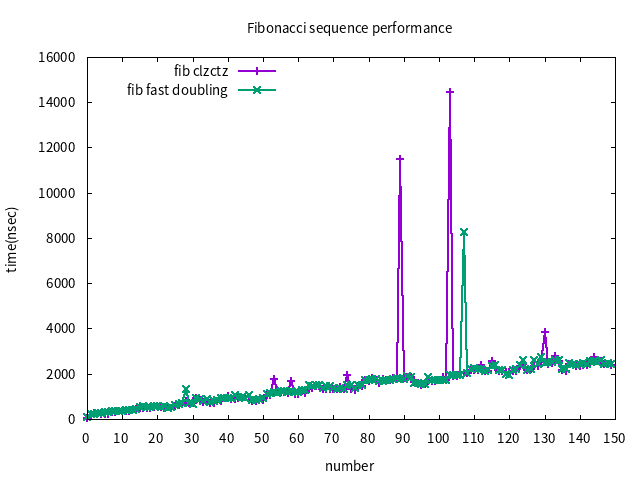 Fibonacci sequence performance
fib clzctz
fib fast doubling
16000
14000
12000
10000
8000
6000
4000
2000
0
time(nsec)
0 10 20 30 40 50 60 70 80 90 100 110 120 130 140 150
number